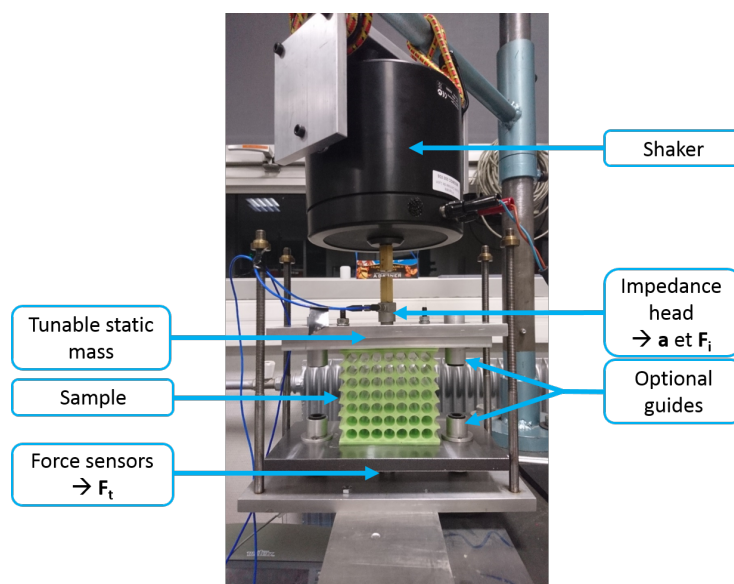 Shaker
Impedance
head
→ a et Fi
Tunable static
mass
Sample
Optional
guides
Force sensors
→ Ft